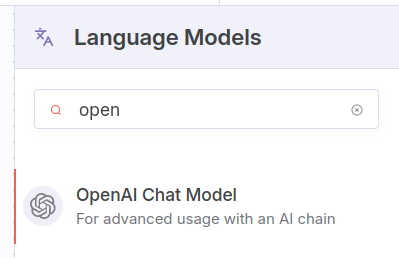 Language Models
open
OpenAI Chat Model
For advanced usage with an AI chain